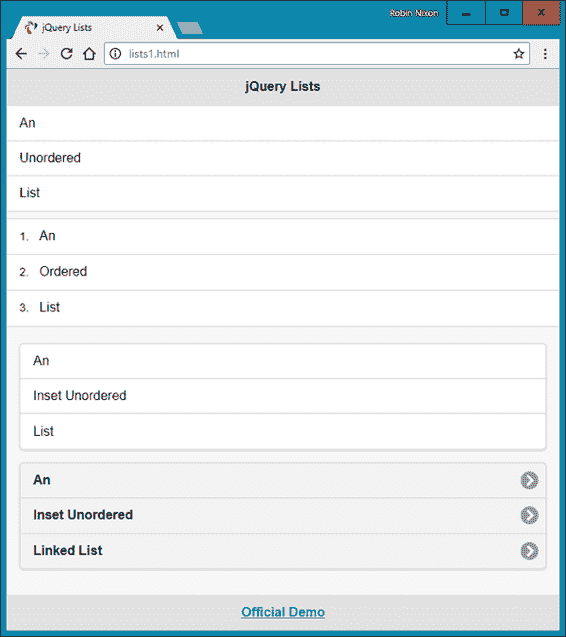 Robin Nixon
jQuery Lists
lists1.html
jQuery Lists
An
Unordered
List
1. An
2. Ordered
3. List
An
Inset Unordered
List
An
Inset Unordered
Linked List
Official Demo